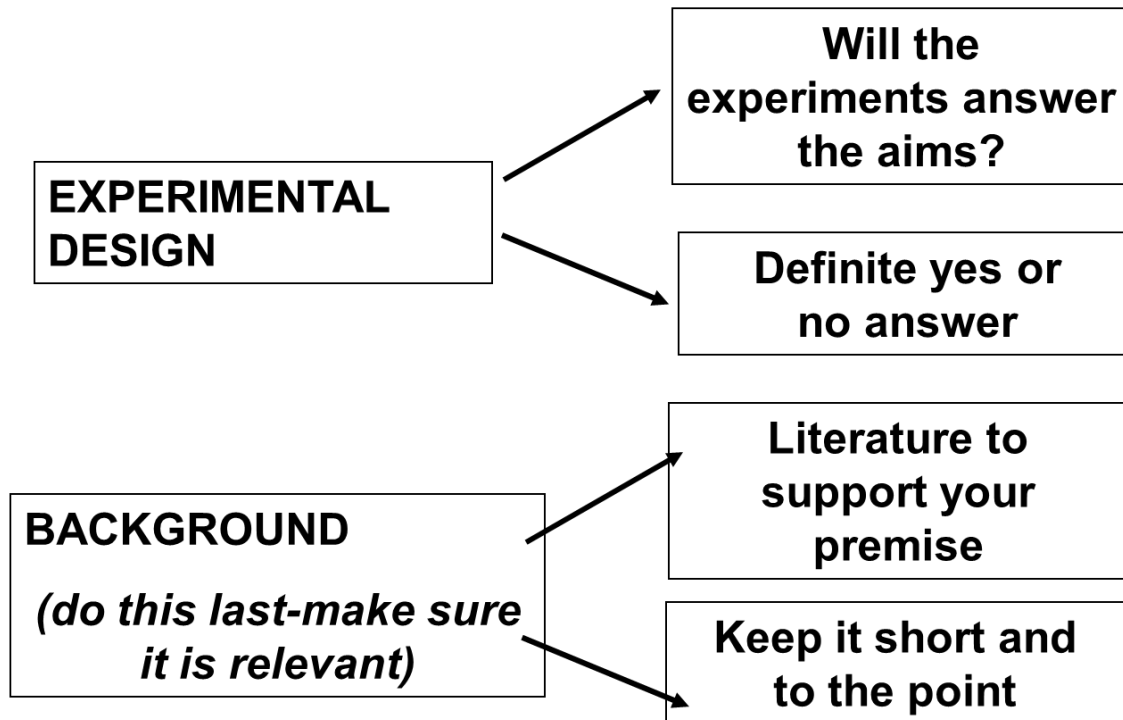 Will the
experiments answer
the aims?
EXPERIMENTAL
DESIGN
Definite yes or
no answer
Literature to
support your
premise
BACKGROUND
(do this last-make sure
it is relevant)
Keep it short and
to the point